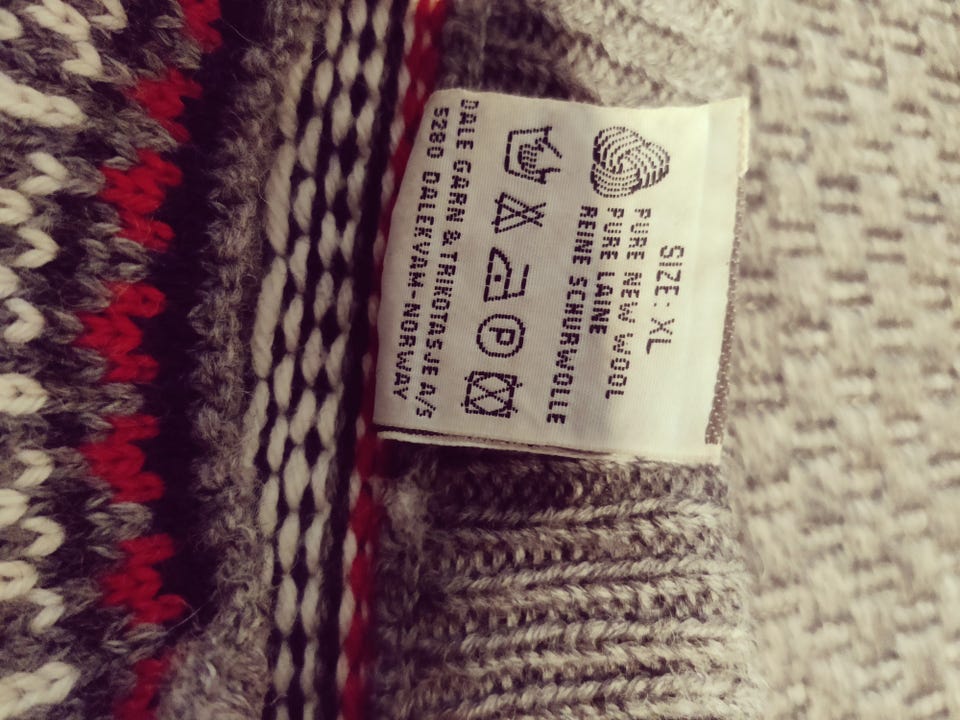 SIZE: XL
PURE NEW WOOL
PURE LAINE
REINE SCHURWOLLE
P
DALE GARN & TRIKOTASJE A/S
5280 DALEKVAM-NORWAY